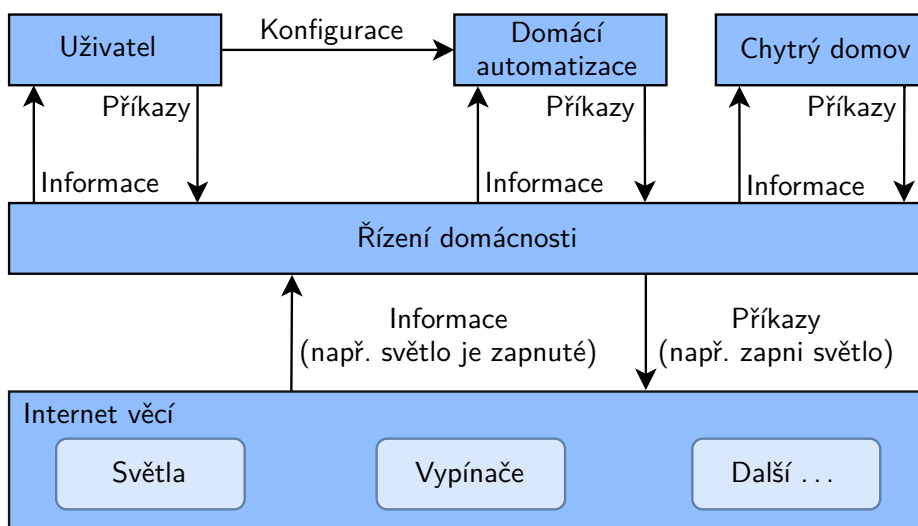 Uživatel
Konfigurace
Domácí
automatizace
Chytrý domov
Příkazy
Příkazy
Příkazy
Informace
Informace
Informace
Řízení domácnosti
Informace
(např. světlo je zapnuté)
Příkazy
(např. zapni světlo)
Internet věcí
Světla
Vypínače
Další ...